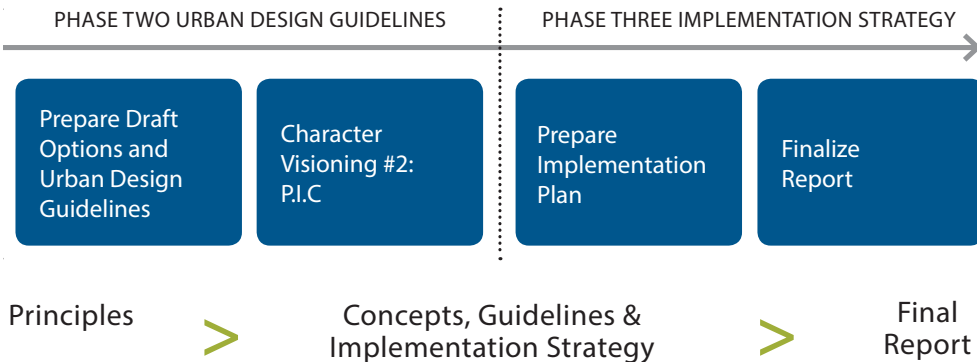 PHASE TWO URBAN DESIGN GUIDELINES
PHASE THREE IMPLEMENTATION STRATEGY
Prepare Draft
Options and
Urban Design
Guidelines
Character
Visioning #2:
P.I.C
Prepare
Implementation
Plan
Finalize
Report
Principles
>
Concepts, Guidelines &
Implementation Strategy
>
Final
Report